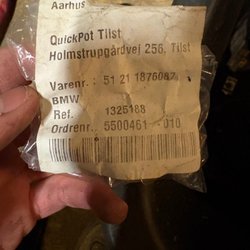 Aarhus
QuickPot Tilst
Holmstrupgårdvej 256, Tilst
Varenr.: 51 21 1876087
BMW
Ref. 1325188
Ordrenr. 5500461 -010